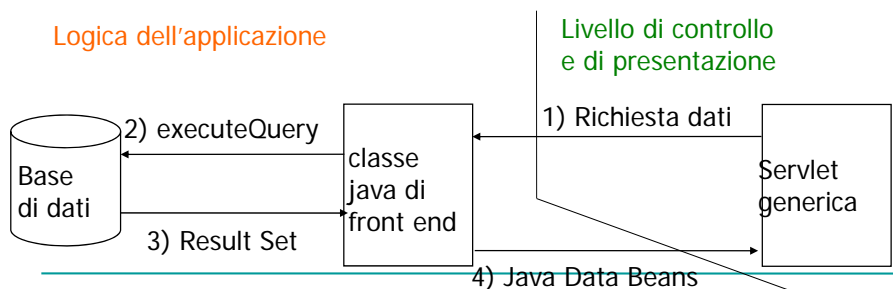 Logica dell'applicazione
Livello di controllo
e di presentazione
2) executeQuery
1) Richiesta dati
Base
di dati
classe
java di
front end
Servlet
generica
3) Result Set
4) Java Data Beans